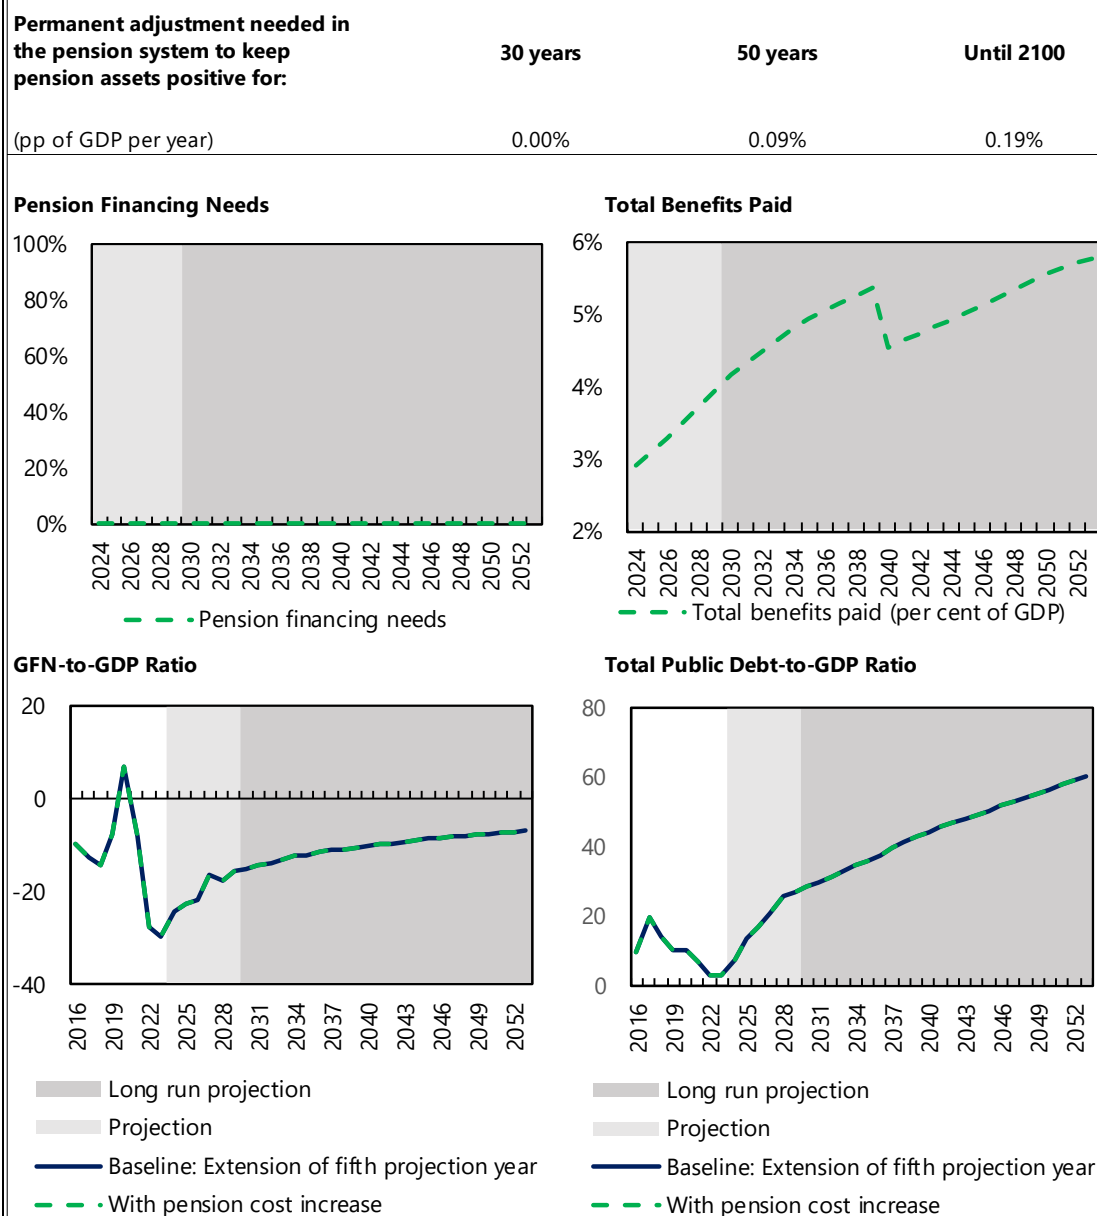 Permanent adjustment needed in
the pension system to keep
pension assets positive for:
30 years 50 years Until 2100
(pp of GDP per year) 0.00% 0.09% 0.19%
Pension Financing Needs
100%
80%
60%
40%
20%
0%
2024 2026 2028 2030 2032 2034 2036 2038 2040 2042 2044 2046 2048 2050 2052
Pension financing needs
Total Benefits Paid
6%
5%
4%
3%
2%
2024 2026 2028 2030 2032 2034 2036 2038 2040 2042 2044 2046 2048 2050 2052
Total benefits paid (per cent of GDP)
GFN-to-GDP Ratio
20
0
-20
-40
2016 2019 2022 2025 2028 2031 2034 2037 2040 2043 2046 2049 2052
Long run projection
Projection
Baseline: Extension of fifth projection year
With pension cost increase
Total Public Debt-to-GDP Ratio
80
60
40
20
0
2016 2019 2022 2025 2028 2031 2034 2037 2040 2043 2046 2049 2052
Long run projection
Projection
Baseline: Extension of fifth projection year
With pension cost increase